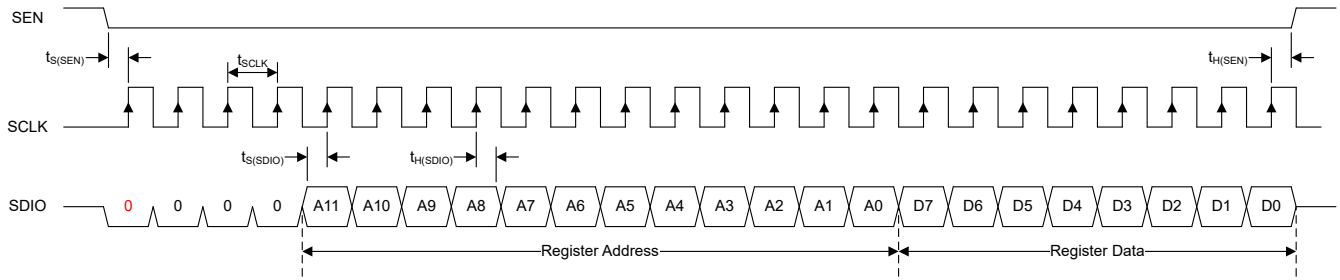 SEN
tS(SEN)
tSCLK
tH(SEN)
SCLK
tS(SDIO)
tH(SDIO)
SDIO 0 0 0 0 A11 A10 A9 A8 A7 A6 A5 A4 A3 A2 A1 A0 D7 D6 D5 D4 D3 D2 D1 D0
Register Address Register Data